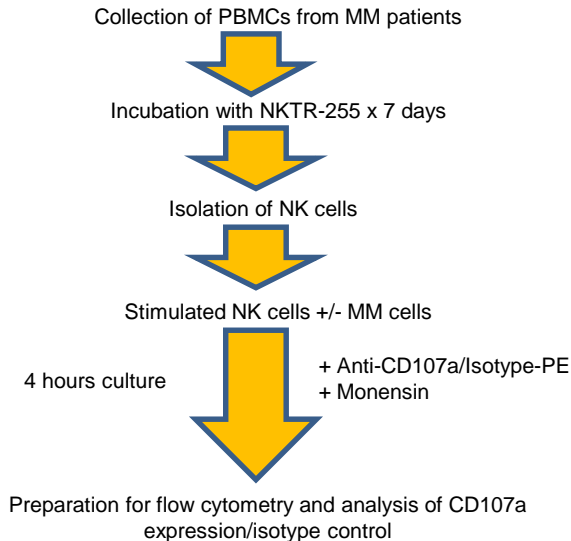 Collection of PBMCs from MM patients
Incubation with NKTR-255 x 7 days
Isolation of NK cells
Stimulated NK cells +/- MM cells
4 hours culture
+ Anti-CD107a/Isotype-PE
+ Monensin
Preparation for flow cytometry and analysis of CD107a
expression/isotype control